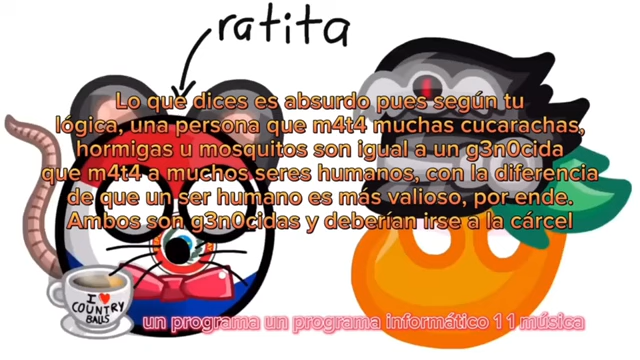 ratita
Lo que dices es absurdo pues según tu
lógica, una persona que m4t4 muchas cucarachas,
hormigas u mosquitos son igual a un g3n0cida
que m4t4 a muchos seres humanos, con la diferencia
de que un ser humano es más valioso, por ende.
Ambos son g3n0cidas y deberían irse a la cárcel
I ❤ 
COUNTRY
BALLS
un programa un programa informático 1 1 música